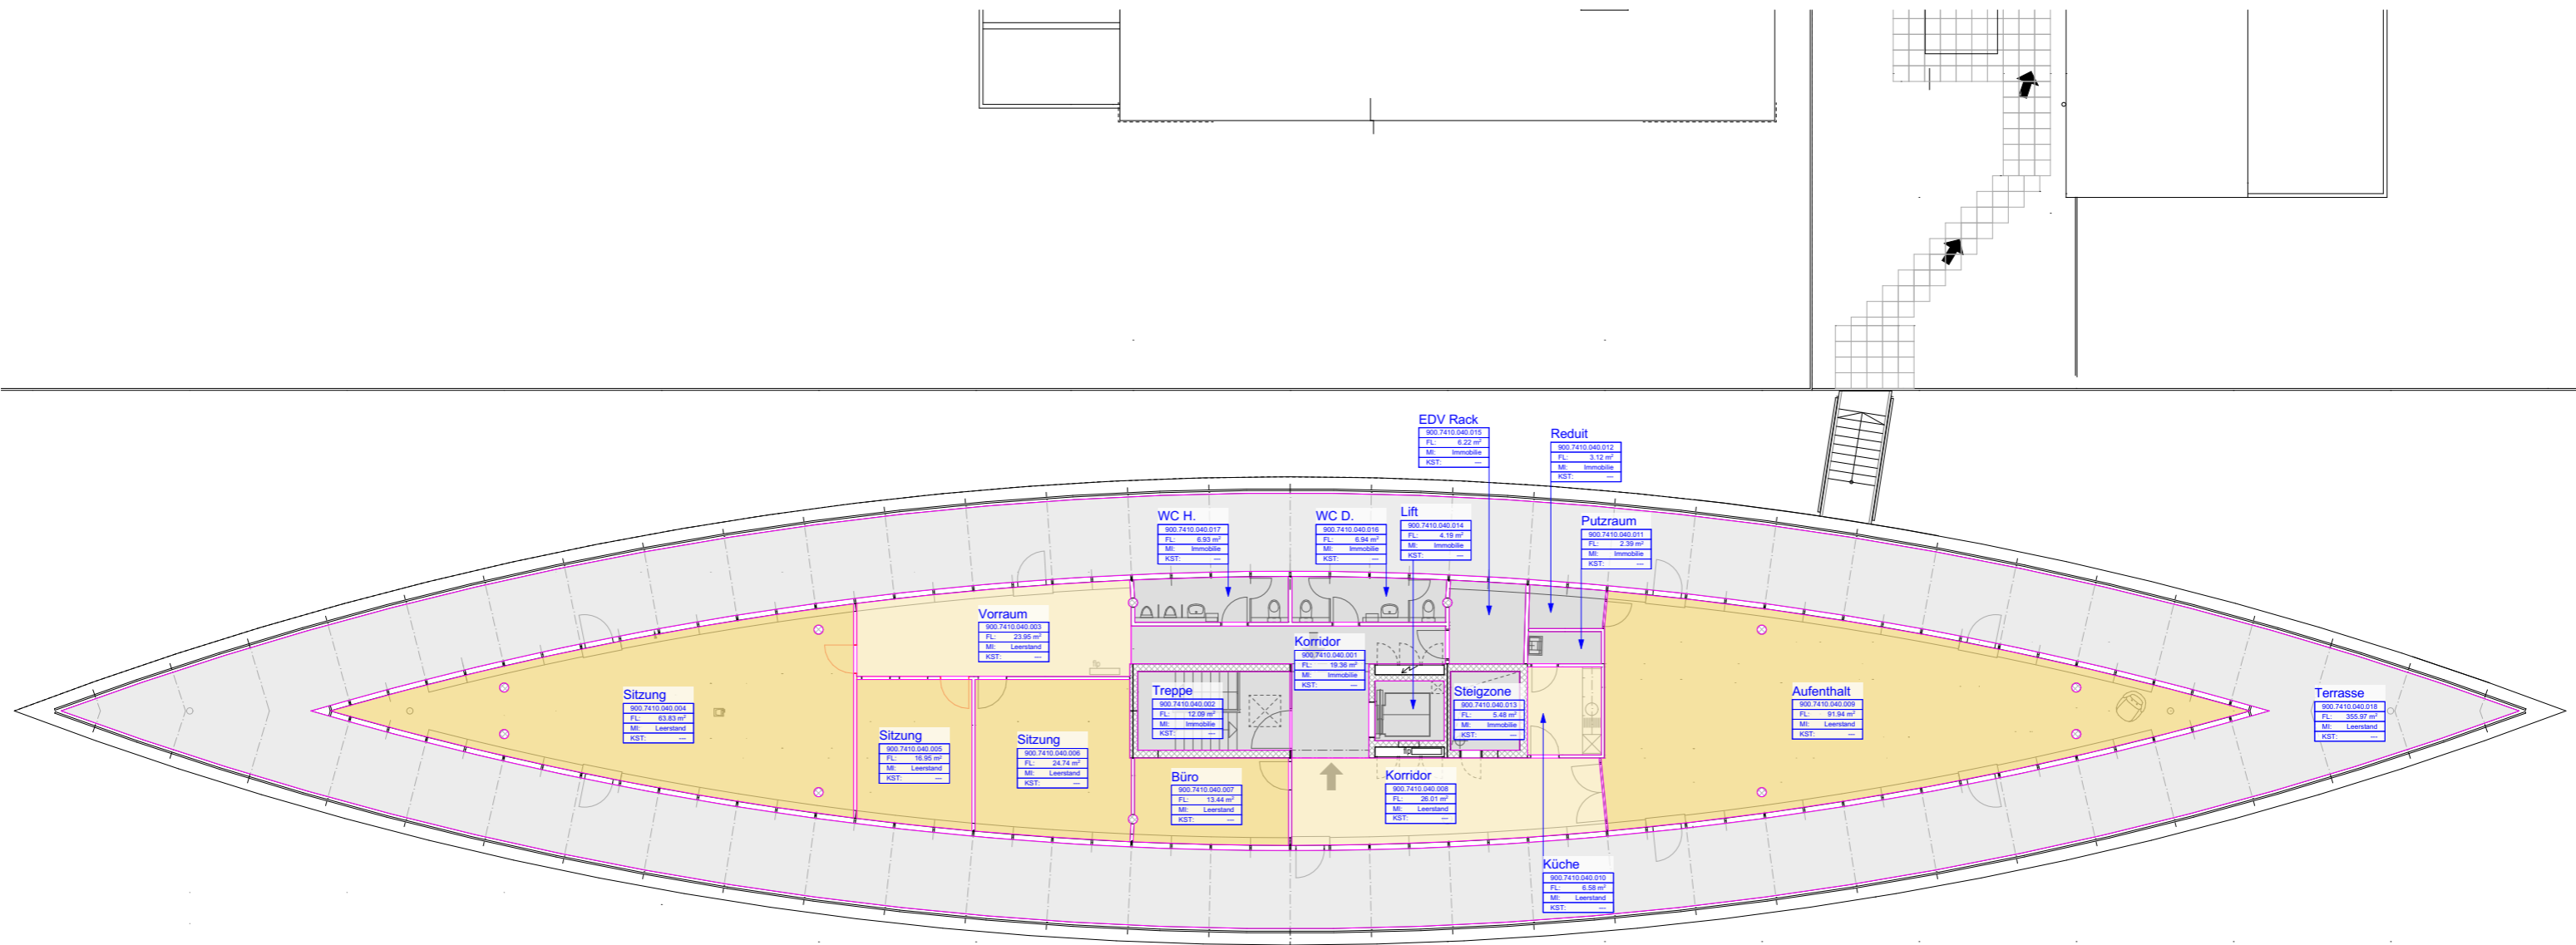 EDV Rack
900.7410.040.015
FL: 6.22 m²
MI: Immobilie
KST: —
Reduit
900.7410.040.012
FL: 3.12 m²
MI: Immobilie
KST: —
WC H.
900.7410.040.017
FL: 6.93 m²
MI: Immobilie
KST: —
WC D.
900.7410.040.016
FL: 6.94 m²
MI: Immobilie
KST: —
Lift
900.7410.040.014
FL: 4.19 m²
MI: Immobilie
KST: —
Putzraum
900.7410.040.011
FL: 2.39 m²
MI: Immobilie
KST: —
Vorraum
900.7410.040.003
FL: 23.95 m²
MI: Leerstand
KST: —
Korridor
900.7410.040.001
FL: 19.36 m²
MI: Immobilie
KST: —
Sitzung
900.7410.040.004
FL: 63.83 m²
MI: Leerstand
KST: —
Treppe
900.7410.040.002
FL: 12.09 m²
MI: Immobilie
KST: —
Steigzone
900.7410.040.013
FL: 5.48 m²
MI: Immobilie
KST: —
Aufenthalt
900.7410.040.009
FL: 91.94 m²
MI: Leerstand
KST: —
Terrasse
900.7410.040.018
FL: 355.97 m²
MI: Leerstand
KST: —
Sitzung
900.7410.040.005
FL: 16.95 m²
MI: Leerstand
KST: —
Sitzung
900.7410.040.006
FL: 24.74 m²
MI: Leerstand
KST: —
Büro
900.7410.040.007
FL: 13.44 m²
MI: Leerstand
KST: —
Korridor
900.7410.040.008
FL: 26.01 m²
MI: Leerstand
KST: —
Küche
900.7410.040.010
FL: 6.58 m²
MI: Leerstand
KST: —